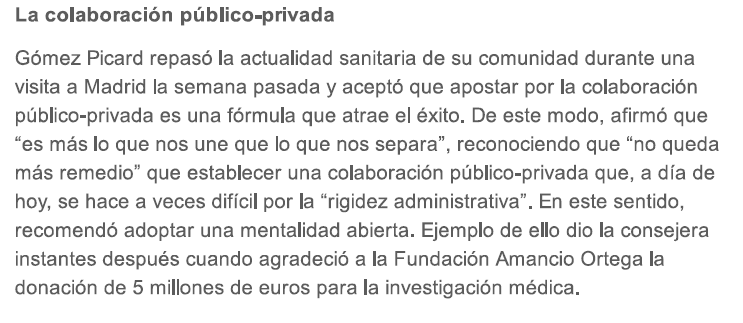 La colaboración público-privada
Gómez Picard repasó la actualidad sanitaria de su comunidad durante una
visita a Madrid la semana pasada y aceptó que apostar por la colaboración
público-privada es una fórmula que atrae el éxito. De este modo, afirmó que
“es más lo que nos une que lo que nos separa”, reconociendo que “no queda
más remedio” que establecer una colaboración público-privada que, a día de
hoy, se hace a veces difícil por la “rigidez administrativa”. En este sentido,
recomendó adoptar una mentalidad abierta. Ejemplo de ello dio la consejera
instantes después cuando agradeció a la Fundación Amancio Ortega la
donación de 5 millones de euros para la investigación médica.